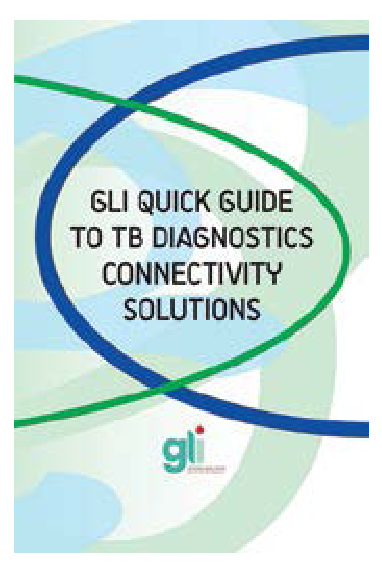 GLI QUICK GUIDE
TO TB DIAGNOSTICS
CONNECTIVITY
SOLUTIONS
gli